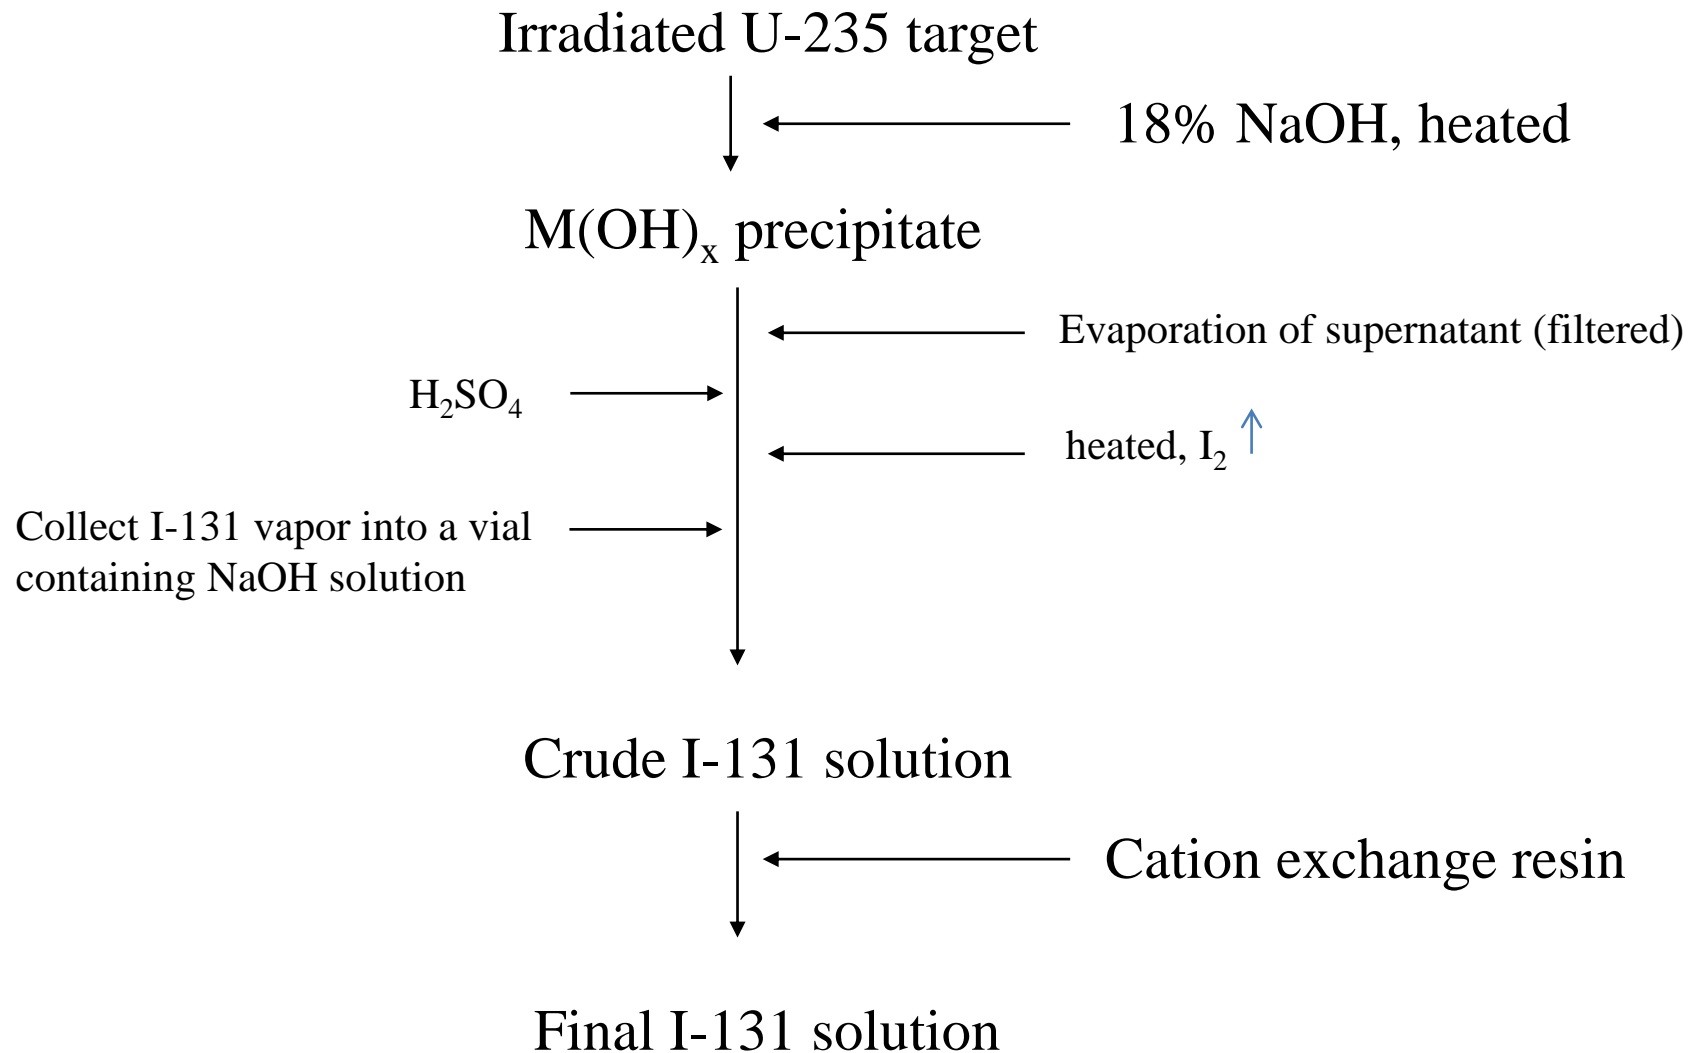 Irradiated U-235 target
18% NaOH, heated
M(OH)ₓ precipitate
Evaporation of supernatant (filtered)
H₂SO₄
heated, I₂ ↑
Collect I-131 vapor into a vial
containing NaOH solution
Crude I-131 solution
Cation exchange resin
Final I-131 solution